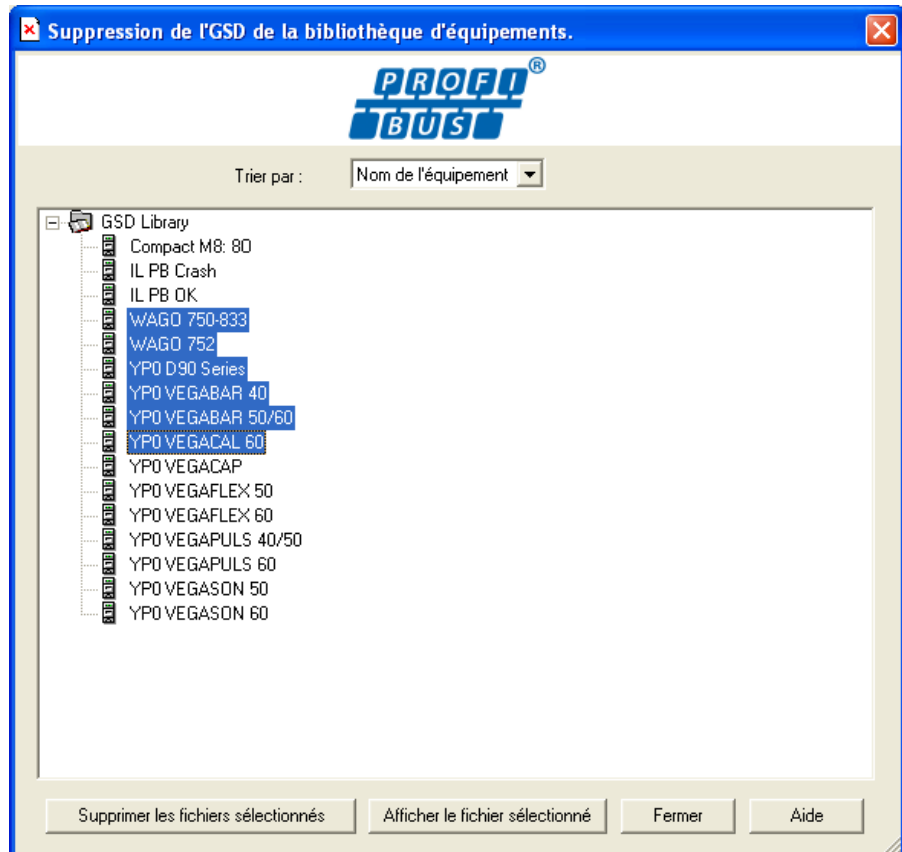 Suppression de l'GSD de la bibliothèque d'équipements.
PROFI®
BUS
Trier par : Nom de l'équipement
GSD Library
Compact M8: 8O
IL PB Crash
IL PB OK
WAGO 750-833
WAGO 752
YP0 D90 Series
YP0 VEGABAR 40
YP0 VEGABAR 50/60
YP0 VEGACAL 60
YP0 VEGACAP
YP0 VEGAFLEX 50
YP0 VEGAFLEX 60
YP0 VEGAPULS 40/50
YP0 VEGAPULS 60
YP0 VEGASON 50
YP0 VEGASON 60
Supprimer les fichiers sélectionnés Afficher le fichier sélectionné Fermer Aide